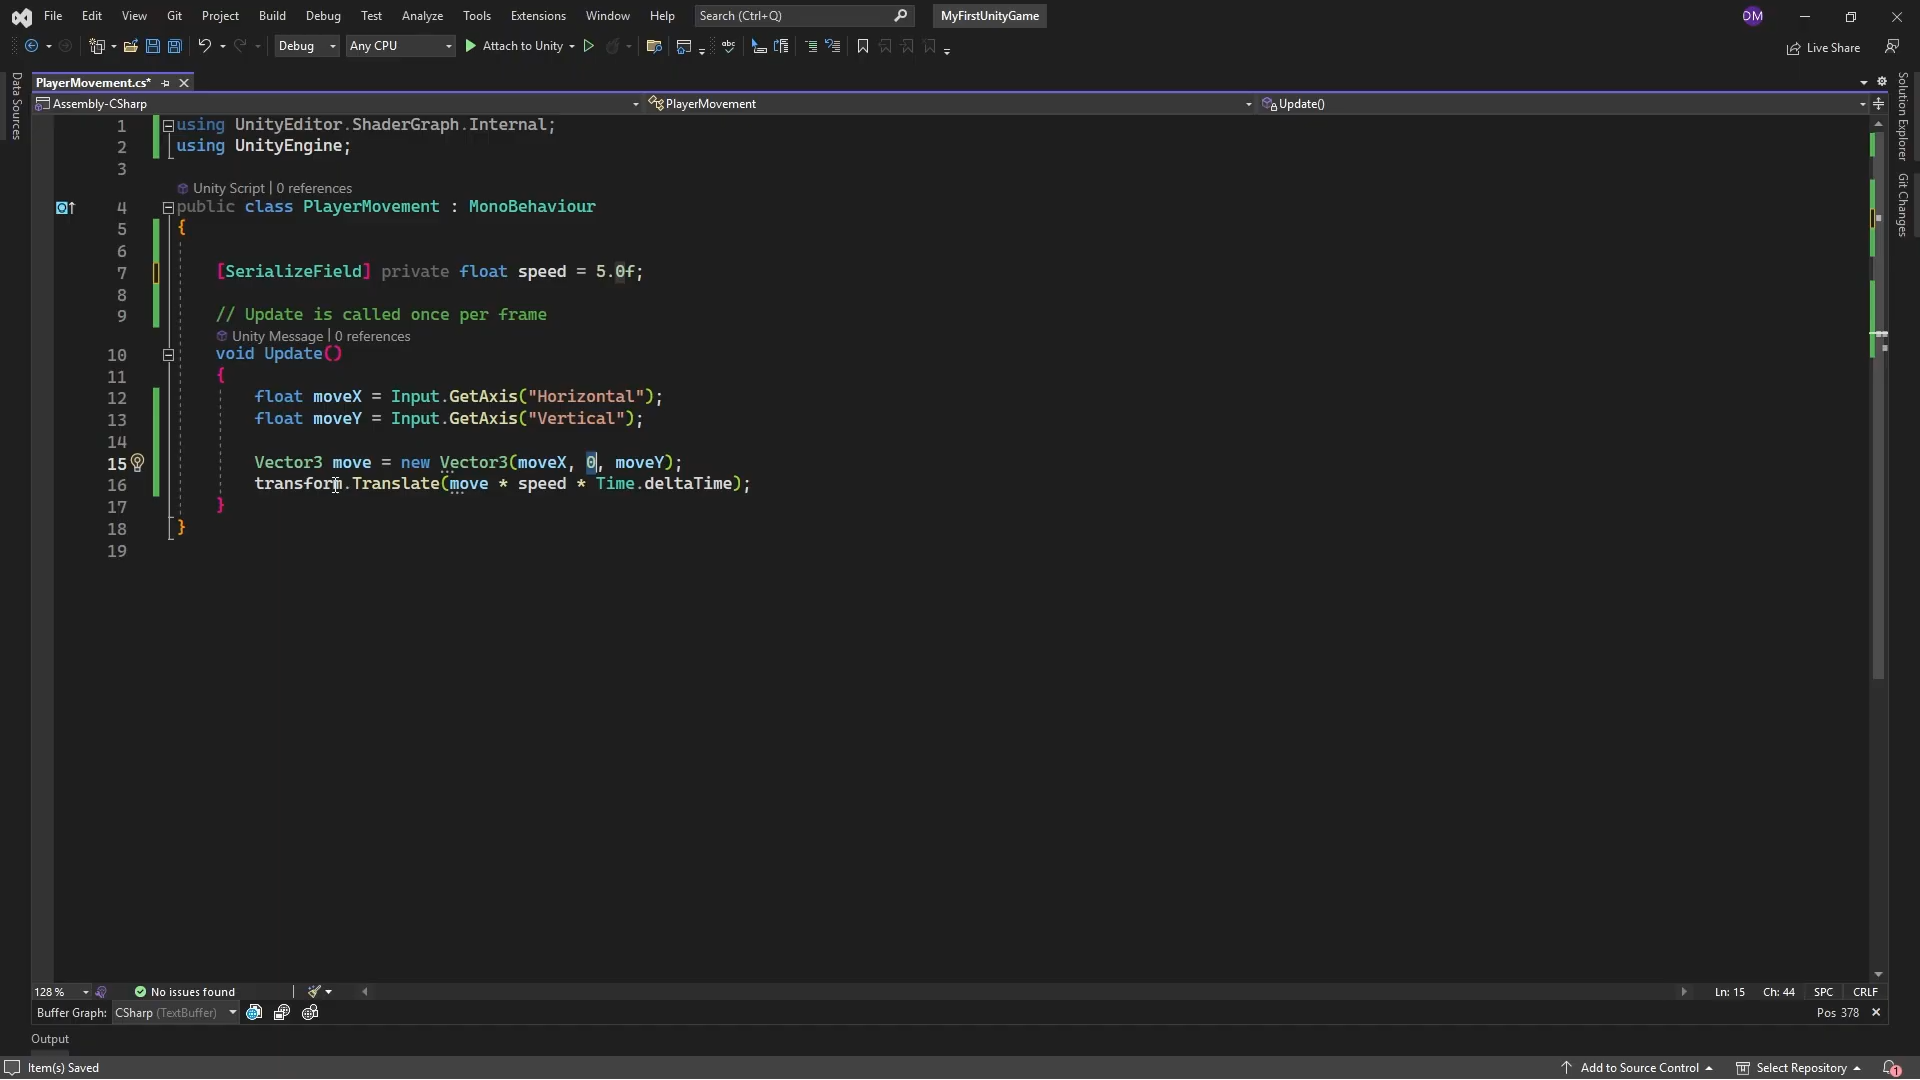 File Edit View Git Project Build Debug Test Analyze Tools Extensions Window Help Search (Ctrl+Q) MyFirstUnityGame DM
Debug Any CPU Attach to Unity Live Share
Data Sources
PlayerMovement.cs*
Assembly-CSharp PlayerMovement Update()
1 using UnityEditor.ShaderGraph.Internal;
2 using UnityEngine;
3
Unity Script | 0 references
4 public class PlayerMovement : MonoBehaviour
5 {
6
7 [SerializeField] private float speed = 5.0f;
8
9 // Update is called once per frame
Unity Message | 0 references
10 void Update()
11 {
12 float moveX = Input.GetAxis("Horizontal");
13 float moveY = Input.GetAxis("Vertical");
14
15 Vector3 move = new Vector3(moveX, 0, moveY);
16 transform.Translate(move * speed * Time.deltaTime);
17 }
18 }
19
Solution Explorer
Git Changes
128 % No issues found Ln: 15 Ch: 44 SPC CRLF
Buffer Graph: CSharp (TextBuffer) Pos 378
Output
Item(s) Saved Add to Source Control Select Repository 1